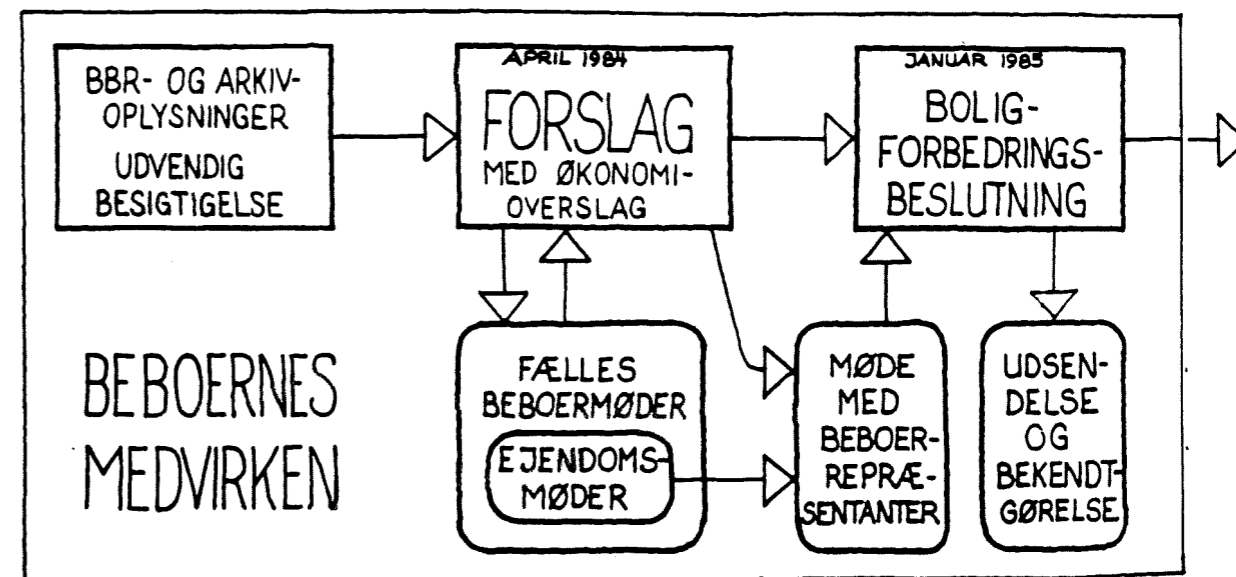 BBR- OG ARKIV-
OPLYSNINGER
UDVENDIG
BESIGTIGELSE
APRIL 1984
FORSLAG
MED ØKONOMI-
OVERSLAG
JANUAR 1985
BOLIG-
FORBEDRINGS-
BESLUTNING
BEBOERNES
MEDVIRKEN
FÆLLES
BEBOERMØDER
EJENDOMS-
MØDER
MØDE
MED
BEBOER-
REPRÆ-
SENTANTER
UDSEN-
DELSE
OG
BEKENDT-
GØRELSE